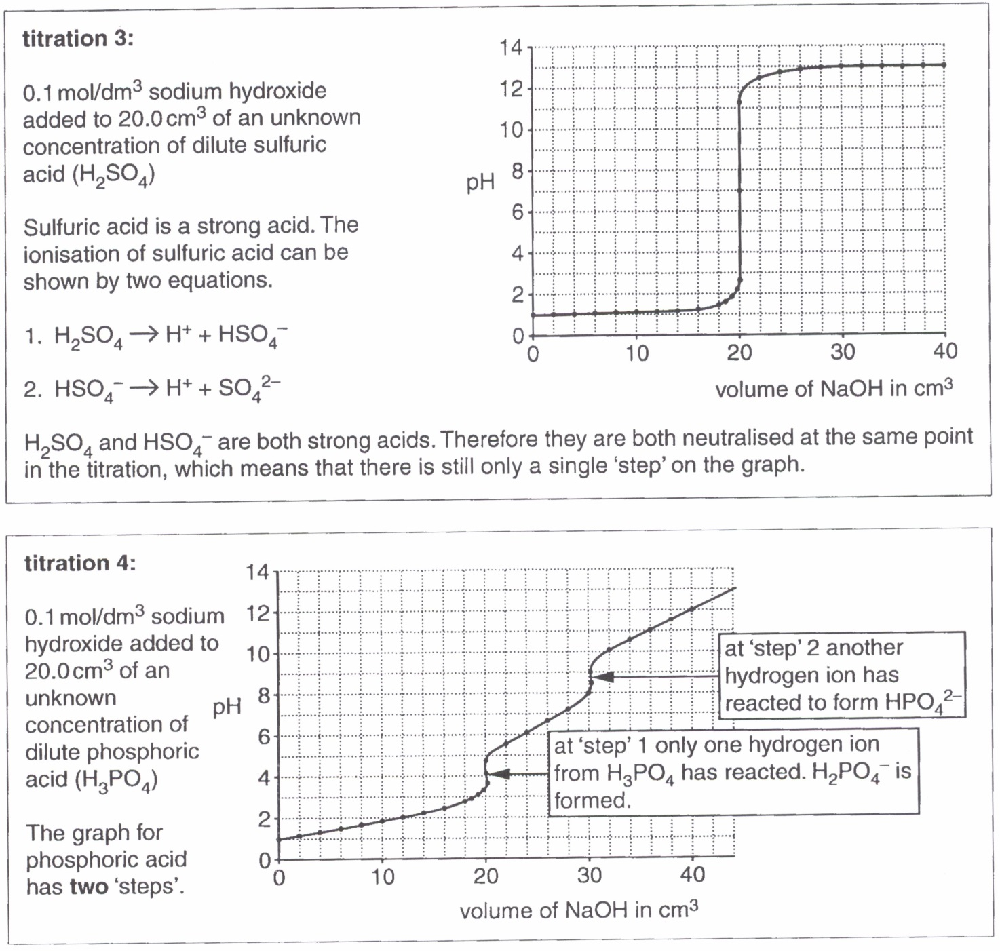 titration 3:
0.1 mol/dm³ sodium hydroxide
added to 20.0 cm³ of an unknown
concentration of dilute sulfuric
acid (H₂SO₄)
Sulfuric acid is a strong acid. The
ionisation of sulfuric acid can be
shown by two equations.
1. H₂SO₄ → H⁺ + HSO₄⁻
2. HSO₄⁻ → H⁺ + SO₄²⁻
14
12
10
8
6
4
2
0
pH
0 10 20 30 40
volume of NaOH in cm³
H₂SO₄ and HSO₄⁻ are both strong acids. Therefore they are both neutralised at the same point
in the titration, which means that there is still only a single ‘step’ on the graph.
titration 4:
0.1 mol/dm³ sodium
hydroxide added to
20.0 cm³ of an
unknown
concentration of
dilute phosphoric
acid (H₃PO₄)
The graph for
phosphoric acid
has two ‘steps’.
14
12
10
8
6
4
2
0
pH
0 10 20 30 40
volume of NaOH in cm³
at ‘step’ 2 another
hydrogen ion has
reacted to form HPO₄²⁻
at ‘step’ 1 only one hydrogen ion
from H₃PO₄ has reacted. H₂PO₄⁻ is
formed.